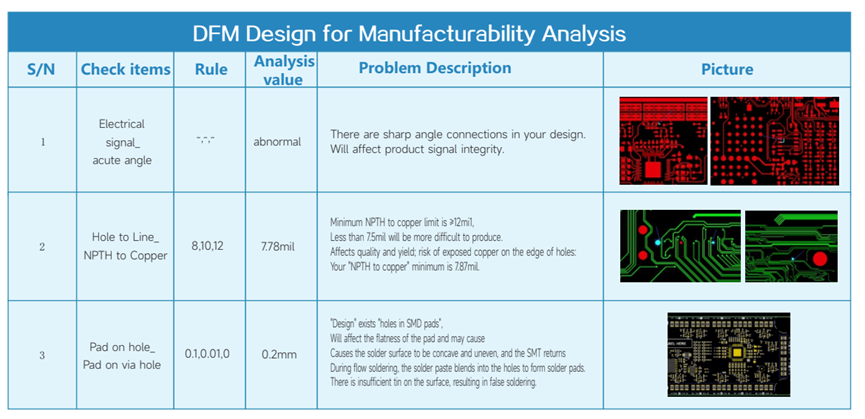 DFM Design for Manufacturability Analysis
S/N
Check items
Rule
Analysis
value
Problem Description
Picture
1
Electrical
signal_
acute angle
-,-,-
abnormal
There are sharp angle connections in your design.
Will affect product signal integrity.
2
Hole to Line_
NPTH to Copper
8,10,12
7.78mil
Minimum NPTH to copper limit is ≥12mi1,
Less than 7.5mil will be more difficult to produce.
Affects quality and yield; risk of exposed copper on the edge of holes:
Your "NPTH to copper" minimum is 7.87mil.
3
Pad on hole_
Pad on via hole
0.1,0.01,0
0.2mm
"Design" exists "holes in SMD pads",
Will affect the flatness of the pad and may cause
Causes the solder surface to be concave and uneven, and the SMT returns
During flow soldering, the solder paste blends into the holes to form solder pads.
There is insufficient tin on the surface, resulting in false soldering.